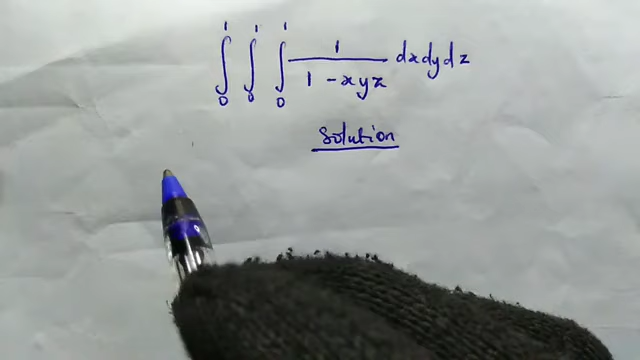 ∫₀¹ ∫₀¹ ∫₀¹ 1/(1 - xyz) dxdydz
Solution